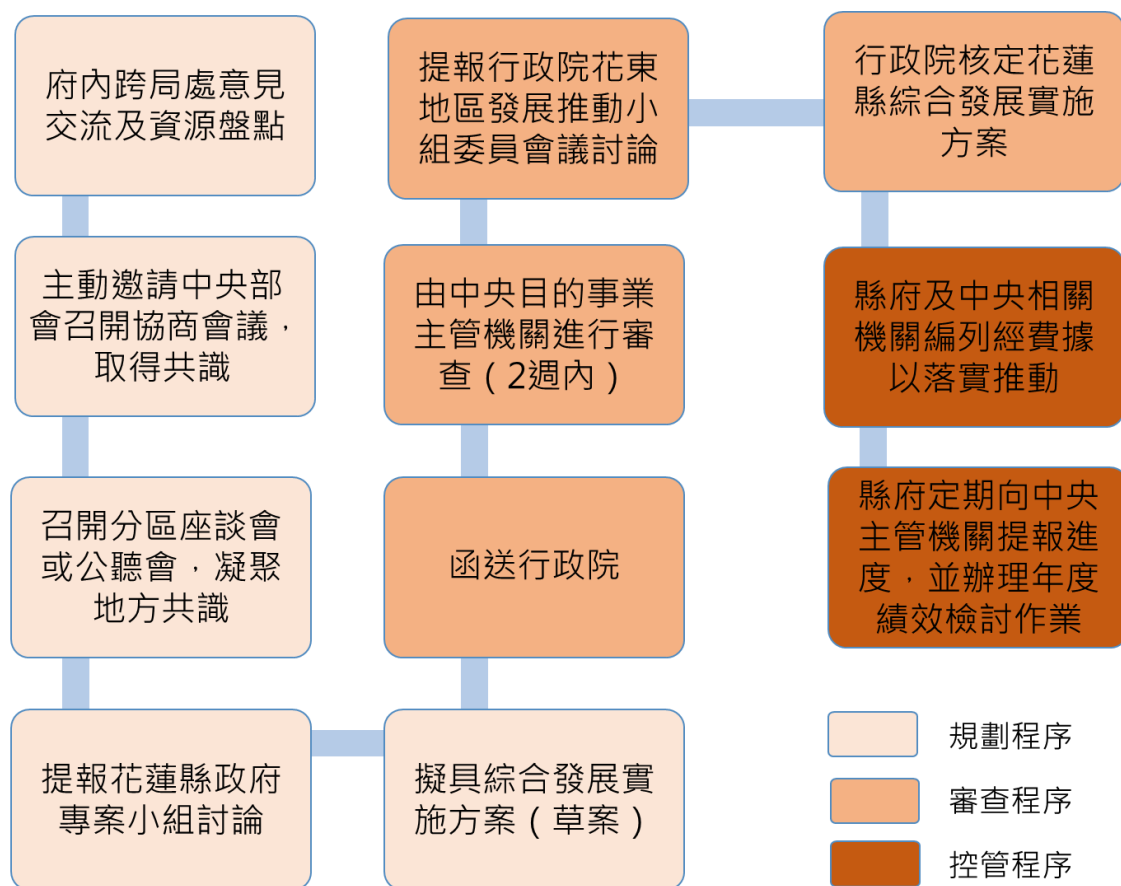 府內跨局處意見
交流及資源盤點
主動邀請中央部
會召開協商會議，
取得共識
召開分區座談會
或公聽會，凝聚
地方共識
提報花蓮縣政府
專案小組討論
擬具綜合發展實
施方案（草案）
函送行政院
由中央目的事業
主管機關進行審
查（2週內）
提報行政院花東
地區發展推動小
組委員會議討論
行政院核定花蓮
縣綜合發展實施
方案
縣府及中央相關
機關編列經費據
以落實推動
縣府定期向中央
主管機關提報進
度，並辦理年度
績效檢討作業
規劃程序
審查程序
控管程序